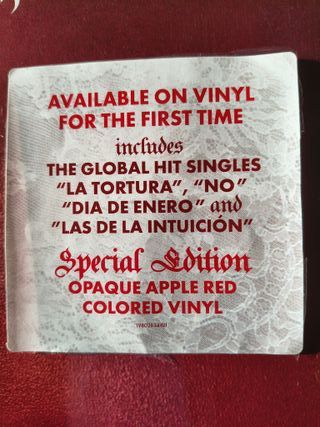 AVAILABLE ON VINYL
FOR THE FIRST TIME
includes
THE GLOBAL HIT SINGLES
"LA TORTURA", "NO"
"DIA DE ENERO" and
"LAS DE LA INTUICIÓN"
Special Edition
OPAQUE APPLE RED
COLORED VINYL